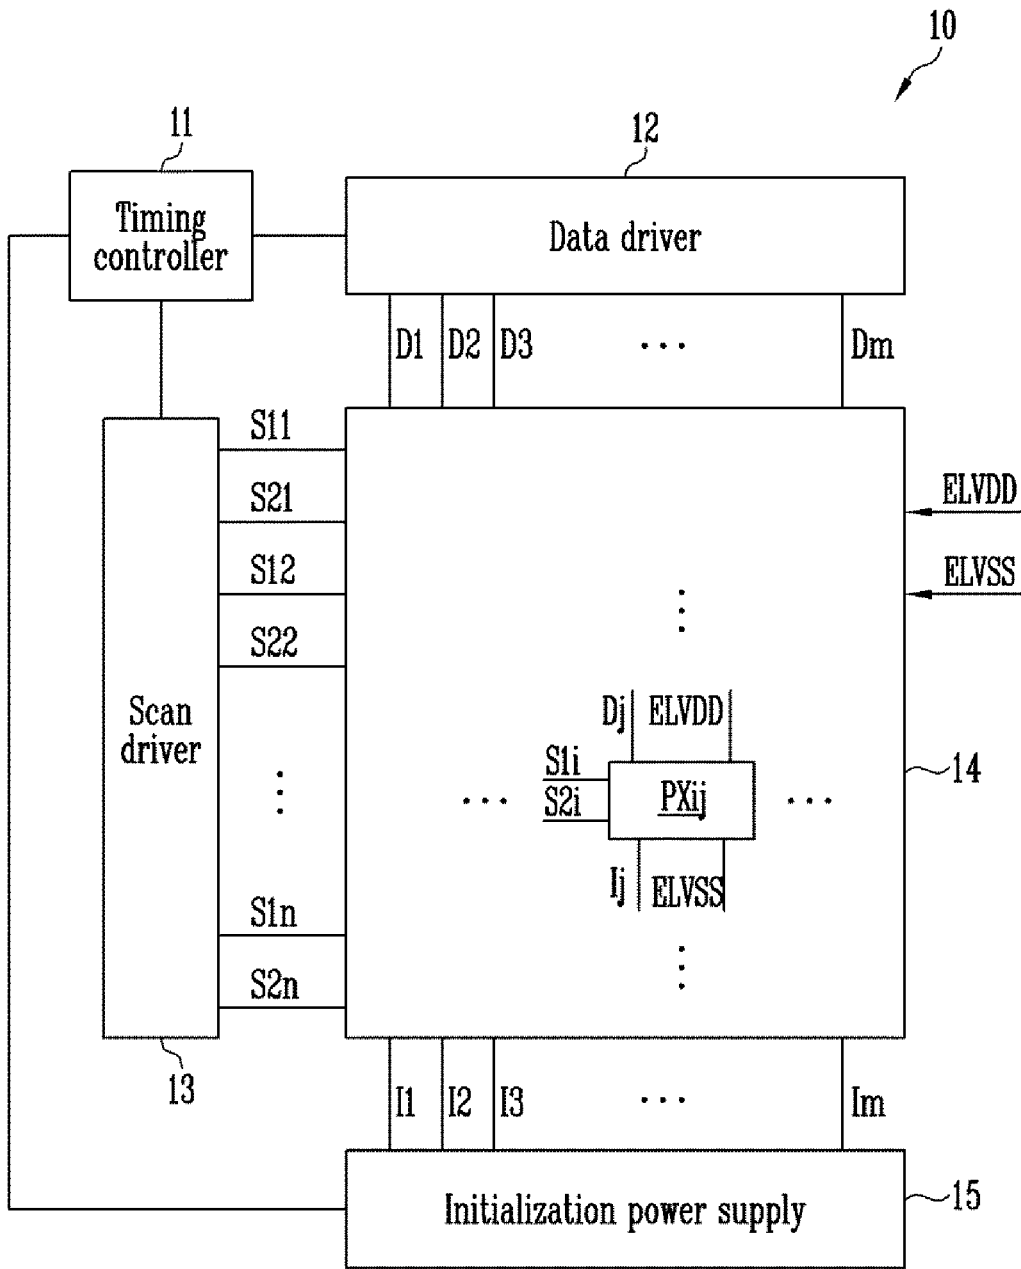 10
11
12
Timing
controller
Data driver
D1 D2 D3 ... Dm
S11
S21
S12
S22
ELVDD
ELVSS
Scan
driver
Dj ELVDD
S1i
S2i
PXij
14
Ij ELVSS
S1n
S2n
13
I1 I2 I3 ... Im
Initialization power supply
15